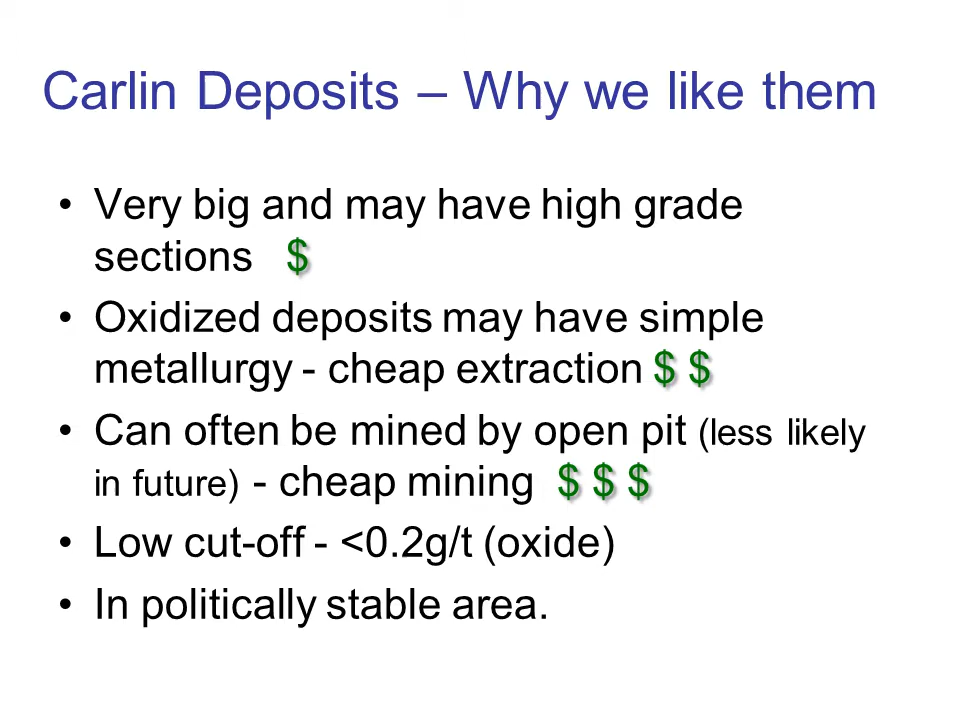 Carlin Deposits – Why we like them
• Very big and may have high grade
sections $
• Oxidized deposits may have simple
metallurgy - cheap extraction $ $
• Can often be mined by open pit (less likely
in future) - cheap mining $ $ $
• Low cut-off - <0.2g/t (oxide)
• In politically stable area.